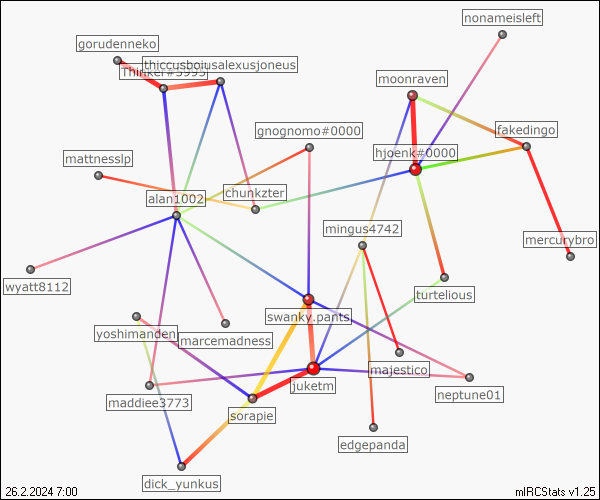 nonameisleft
gorudenneko
thiccusboiusalexusjoneus
Thinker#5995
moonraven
gnognomo#0000
fakedingo
hjoenk#0000
mattnesslp
chunkzter
alan1002
mingus4742
mercurybro
wyatt8112
turtelious
swanky.pants
yoshimanden
marcemadness
majestico
juketm
neptune01
maddiee3773
sorapie
edgepanda
dick_yunkus
26.2.2024 7:00
mIRCStats v1.25